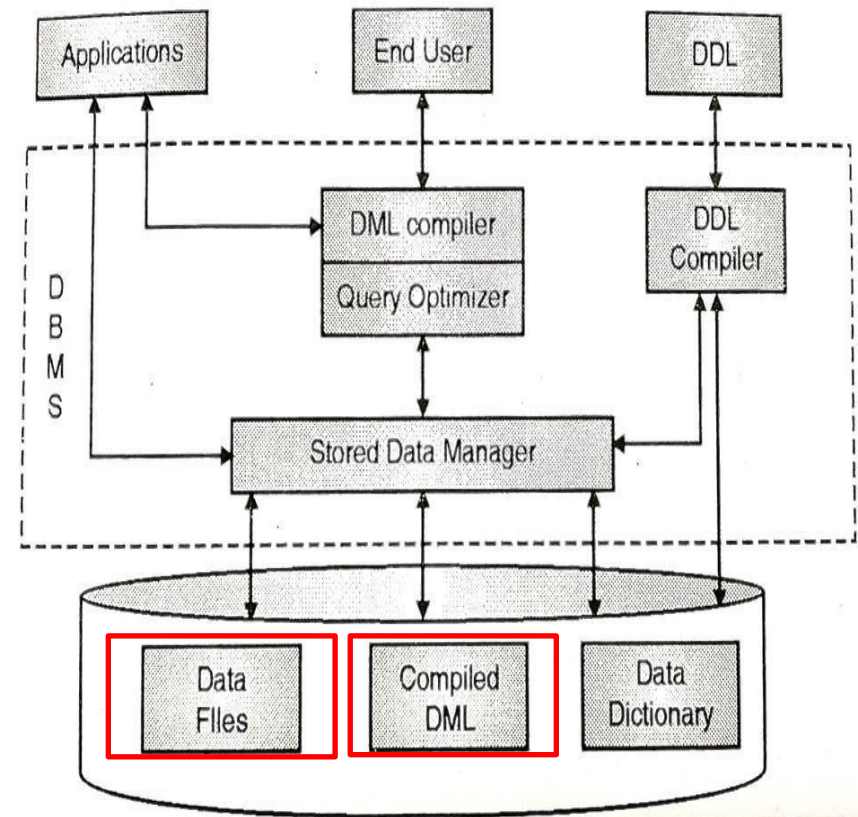 Applications
End User
DDL
DML compiler
Query Optimizer
DDL
Compiler
D
B
M
S
Stored Data Manager
Data
FIles
Compiled
DML
Data
Dictionary